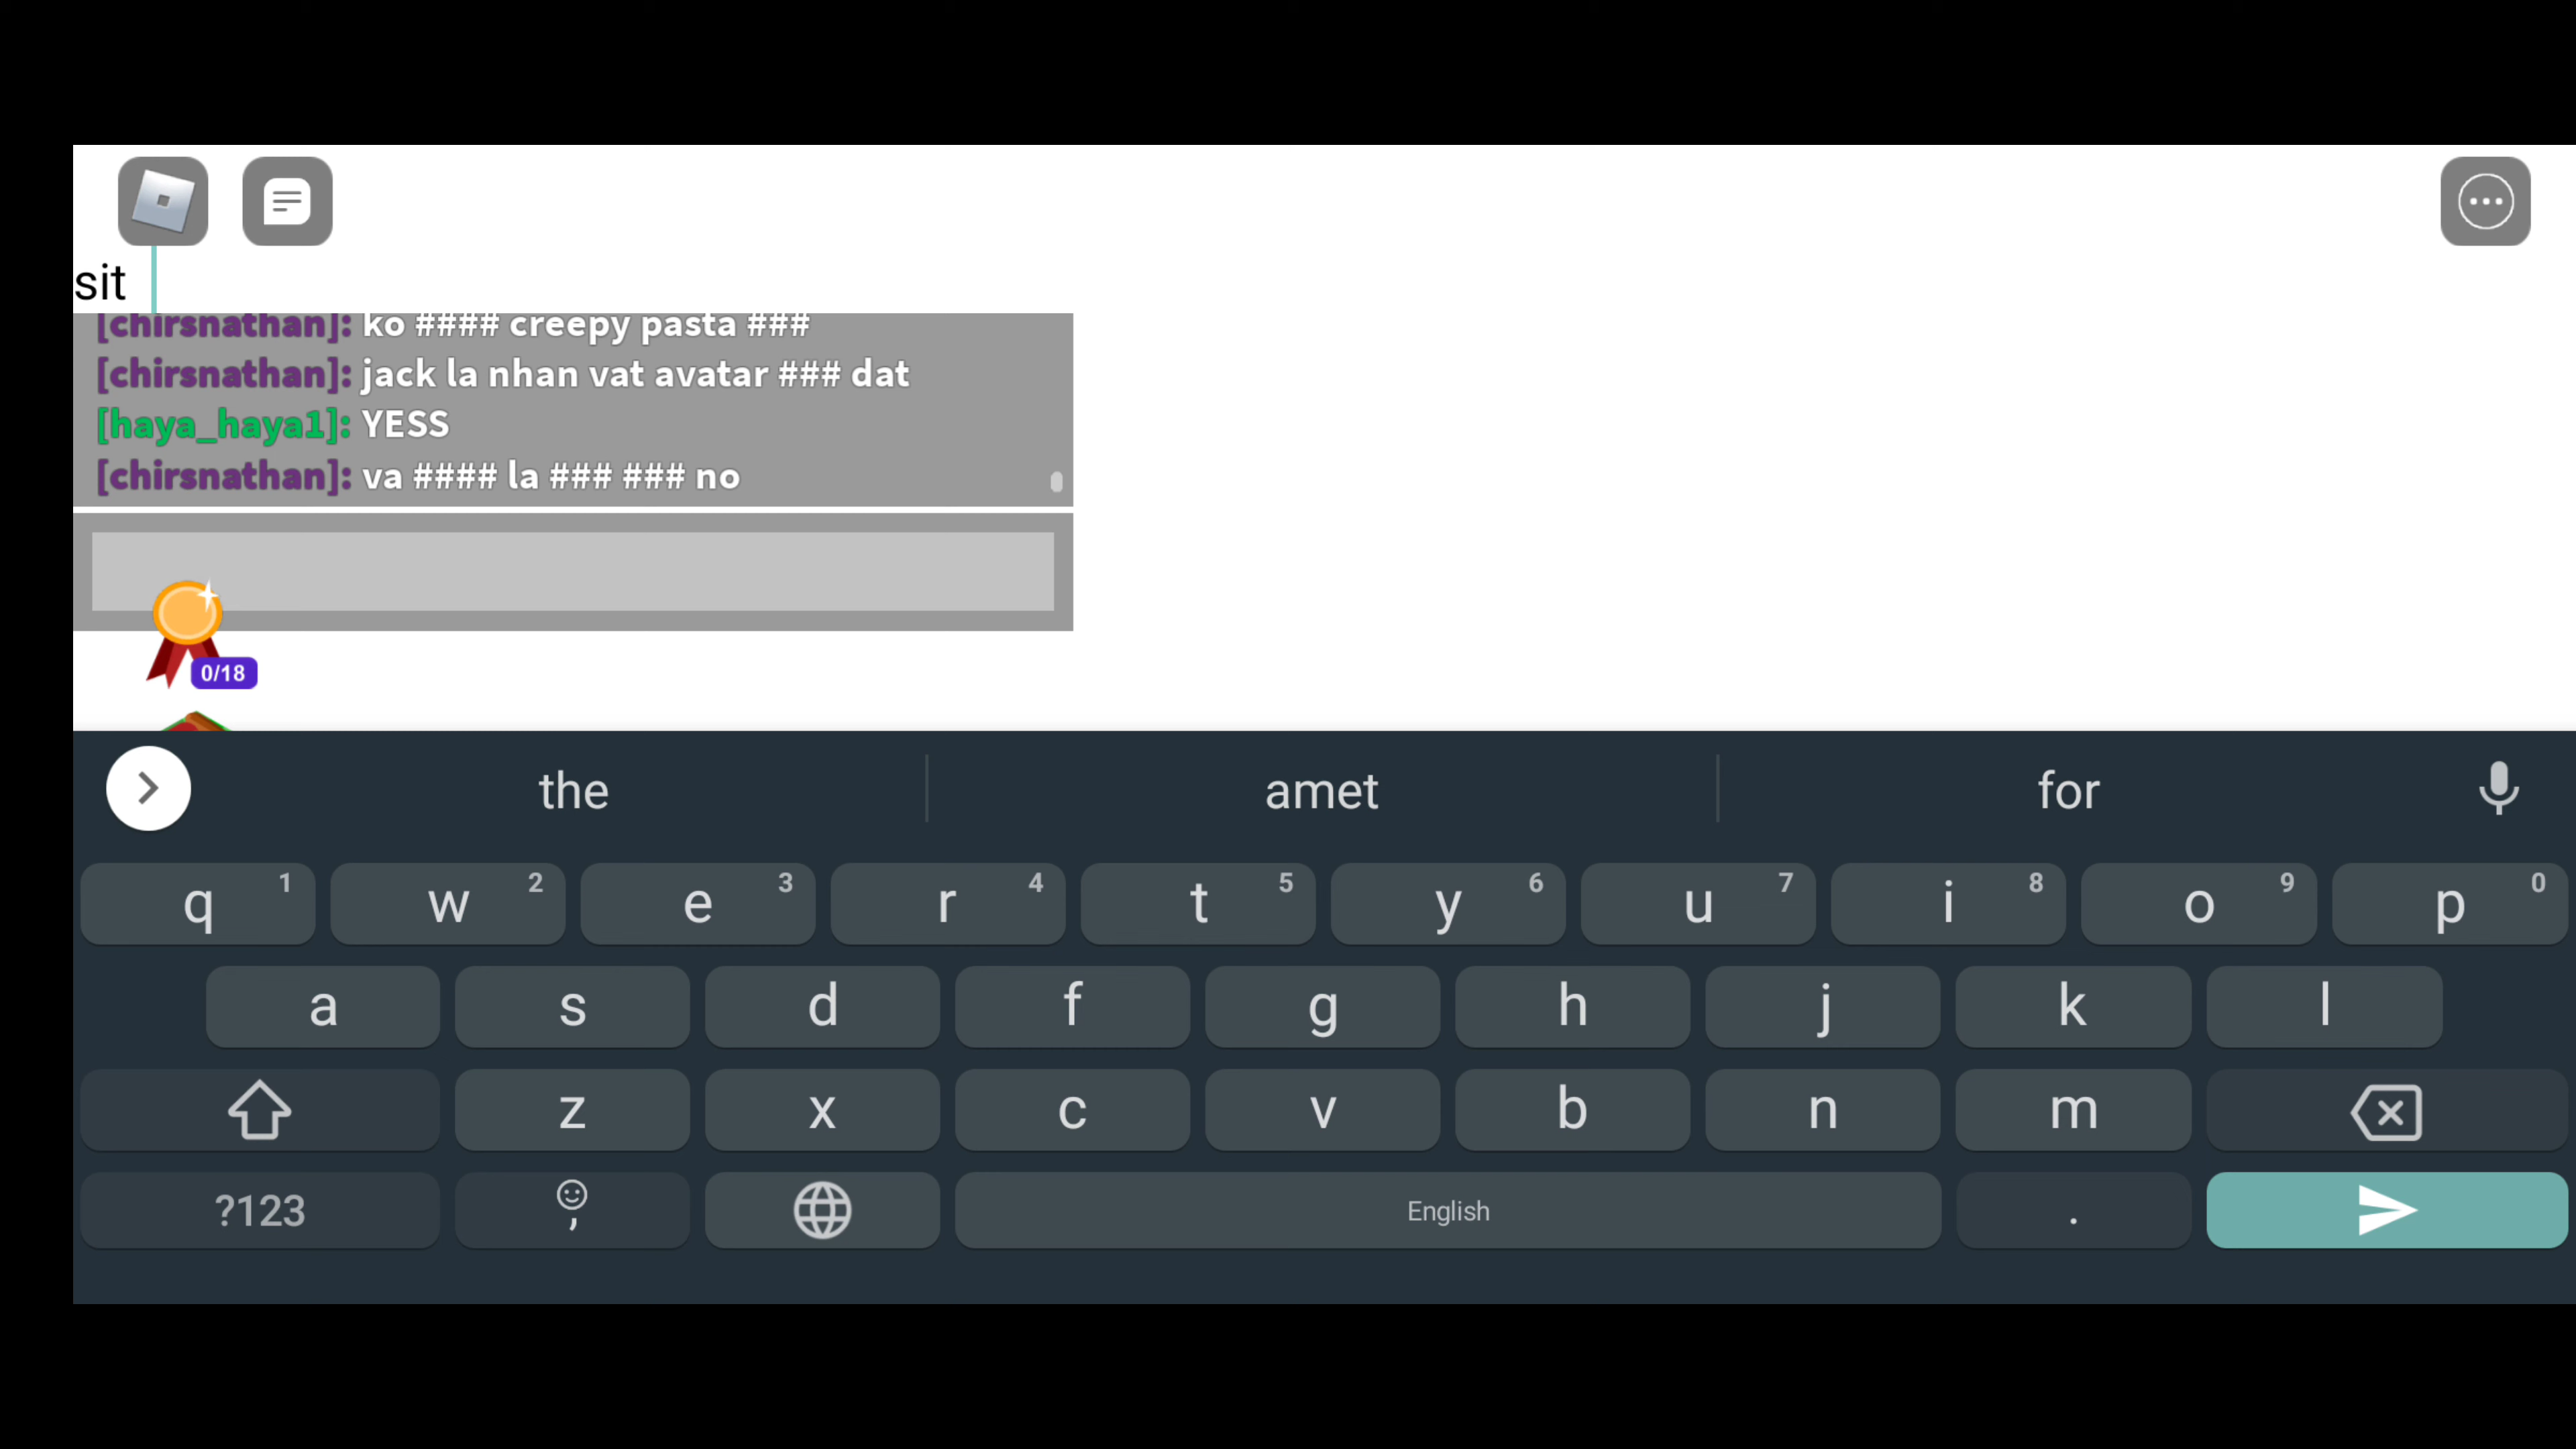 sit
[chirsnathan]: ko #### creepy pasta ###
[chirsnathan]: jack la nhan vat avatar ### dat
[haya_haya1]: YESS
[chirsnathan]: va #### la ### ### no
0/18
the amet for
q 1 w 2 e 3 r 4 t 5 y 6 u 7 i 8 o 9 p 0
a s d f g h j k l
z x c v b n m
?123 , English .